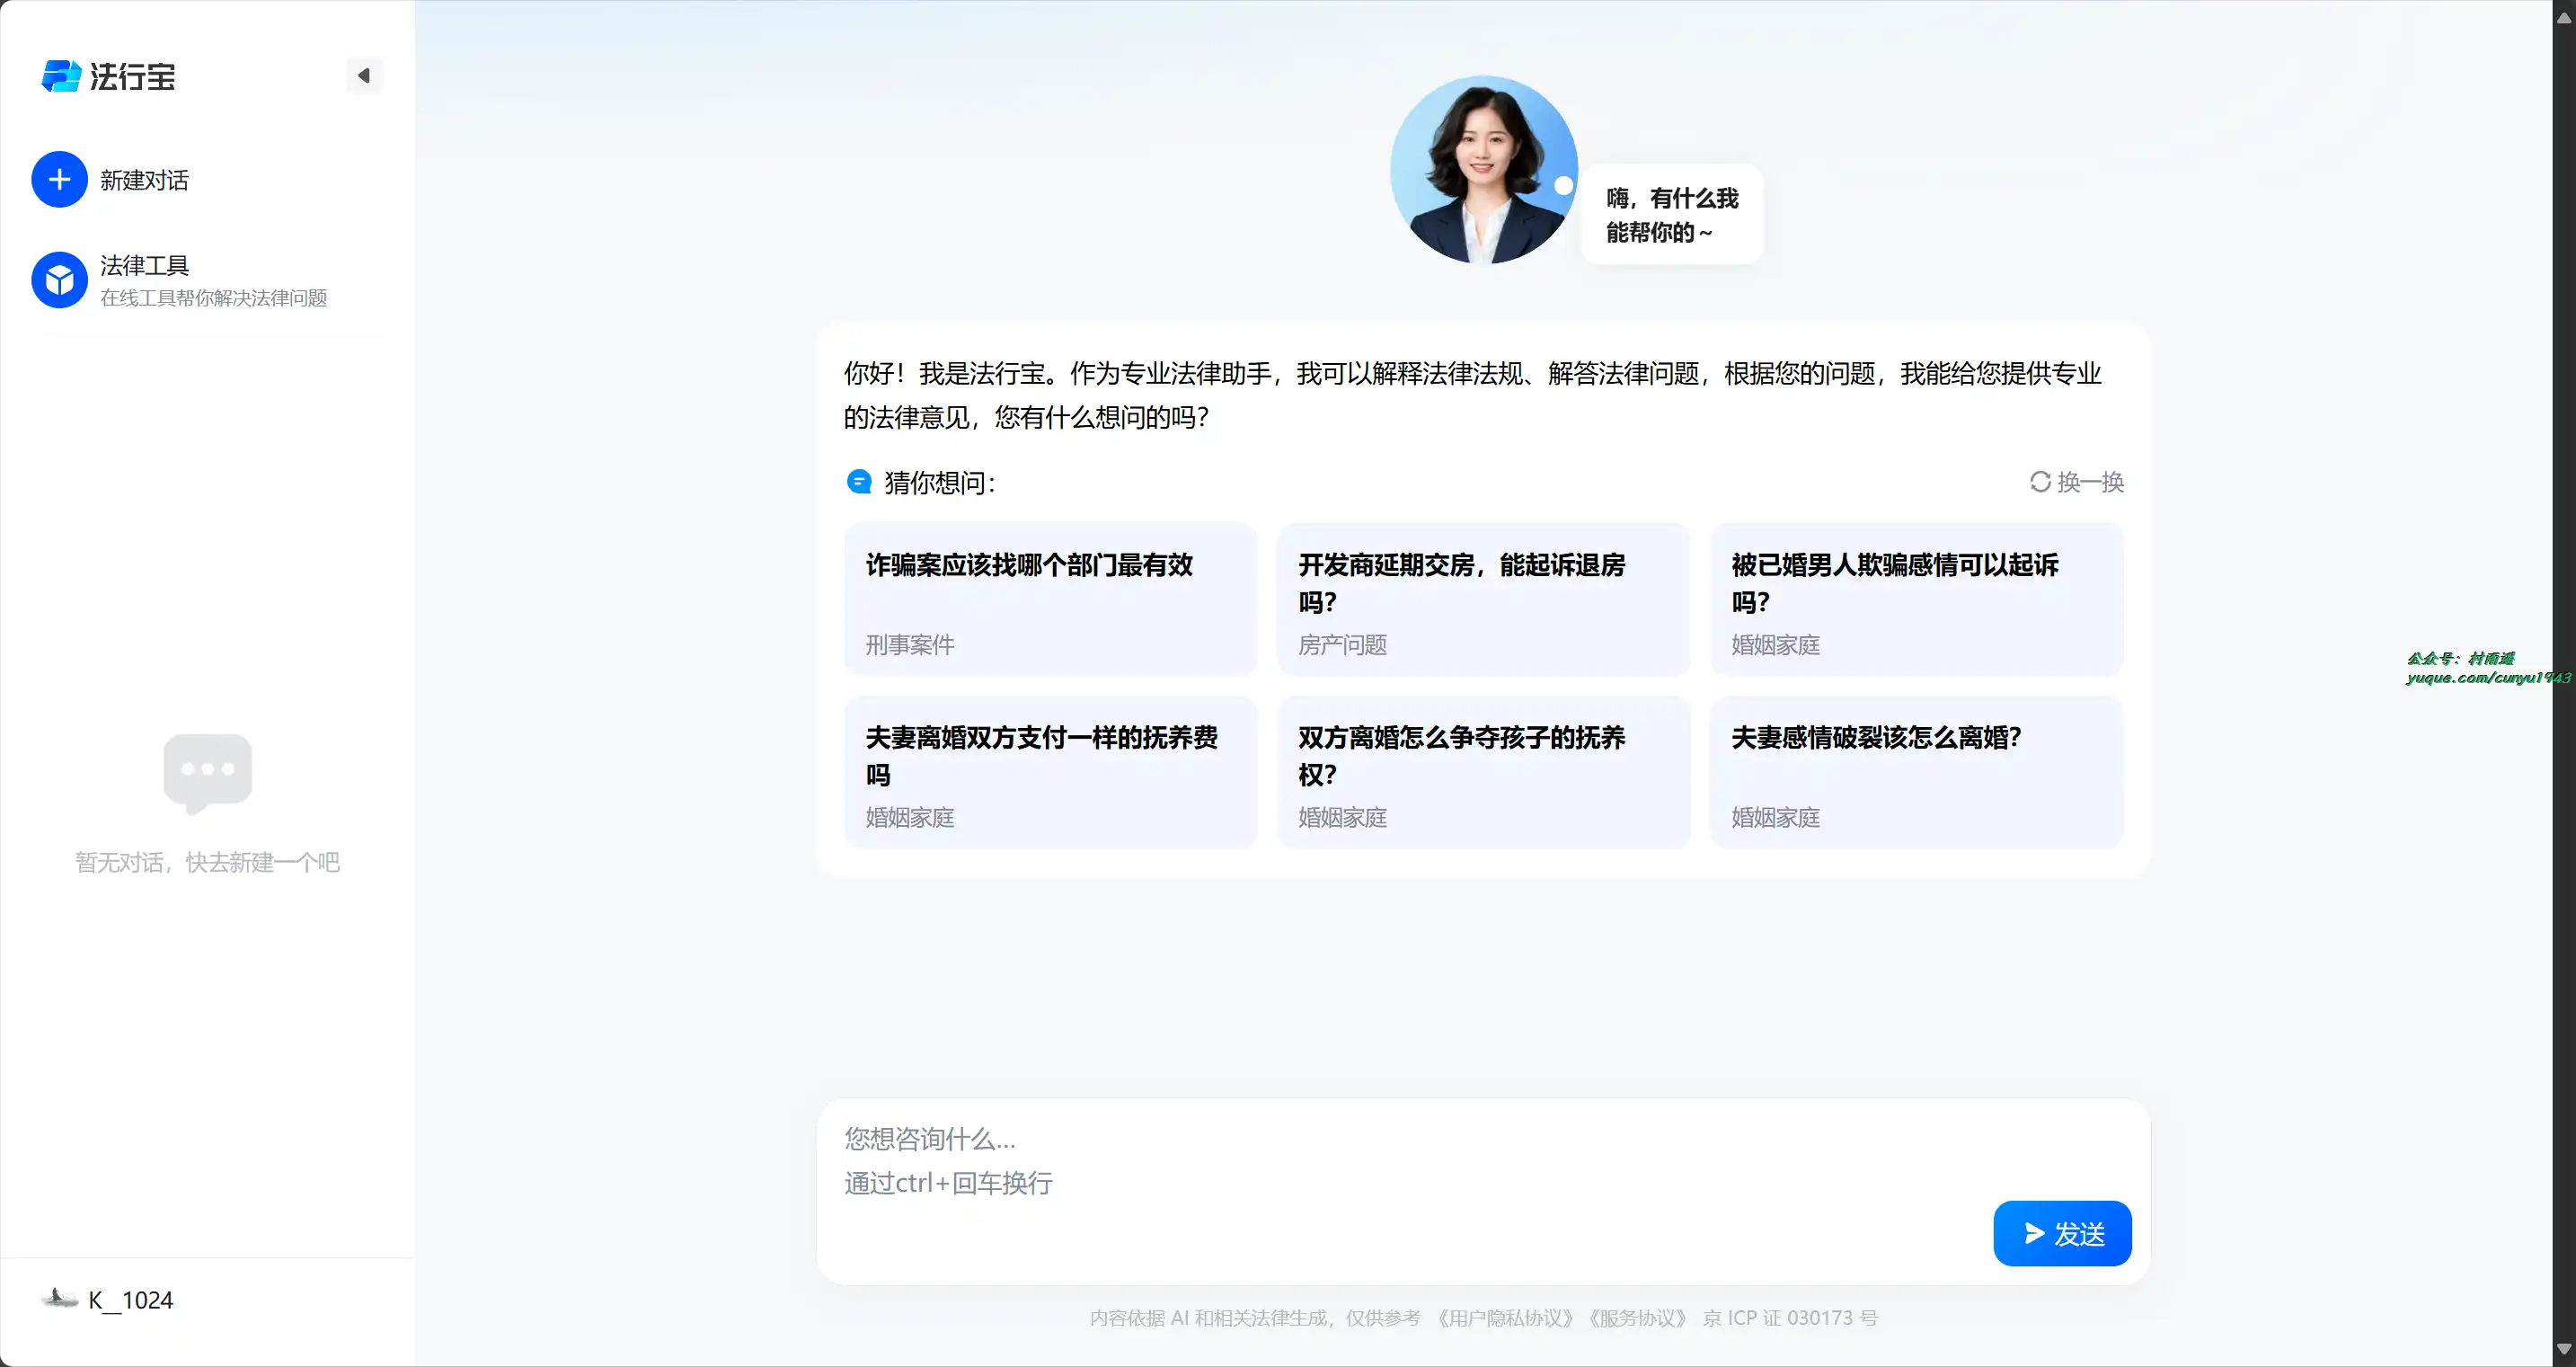 法行宝
新建对话
法律工具
在线工具帮你解决法律问题
暂无对话，快去新建一个吧
K__1024
嗨，有什么我
能帮你的～
你好！我是法行宝。作为专业法律助手，我可以解释法律法规、解答法律问题，根据您的问题，我能给您提供专业
的法律意见，您有什么想问的吗？
猜你想问：
换一换
诈骗案应该找哪个部门最有效
刑事案件
开发商延期交房，能起诉退房
吗？
房产问题
被已婚男人欺骗感情可以起诉
吗？
婚姻家庭
夫妻离婚双方支付一样的抚养费
吗
婚姻家庭
双方离婚怎么争夺孩子的抚养
权？
婚姻家庭
夫妻感情破裂该怎么离婚？
婚姻家庭
公众号：村雨遥
yuque.com/cunyu1943
您想咨询什么...
通过ctrl+回车换行
发送
内容依据 AI 和相关法律生成，仅供参考 《用户隐私协议》《服务协议》 京 ICP 证 030173 号